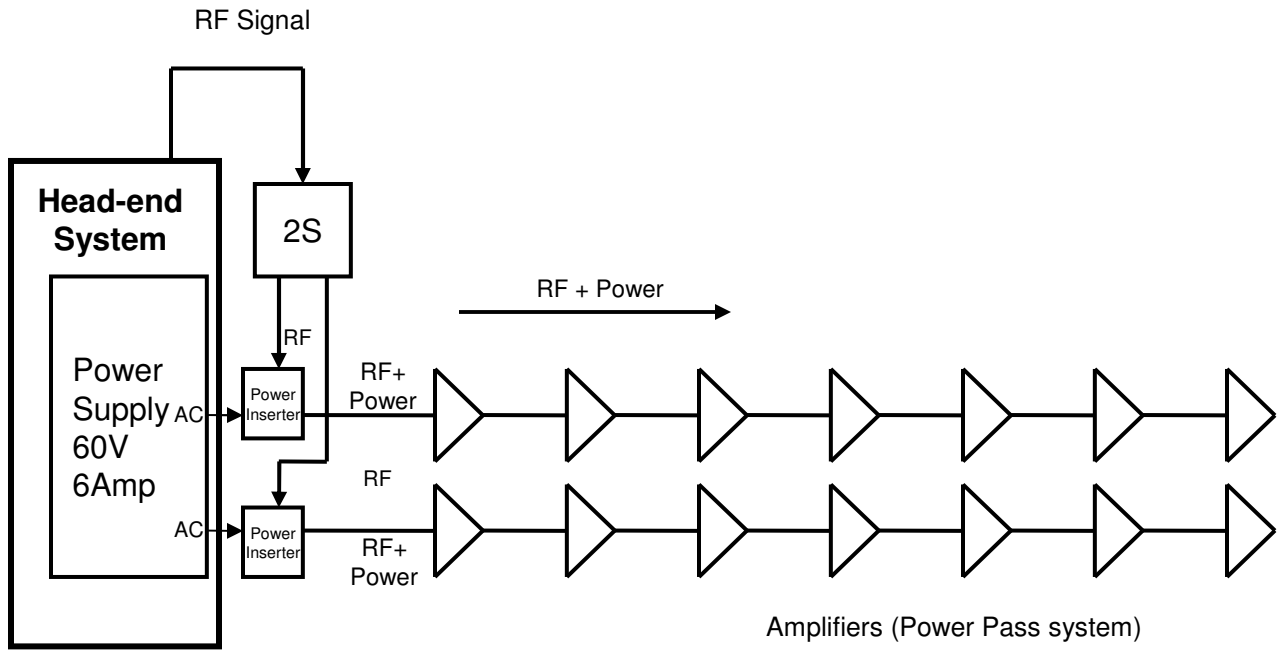 RF Signal
Head-end
System
2S
RF + Power
RF
Power
Supply
60V
6Amp
AC
Power
Inserter
RF+
Power
RF
AC
Power
Inserter
RF+
Power
Amplifiers (Power Pass system)